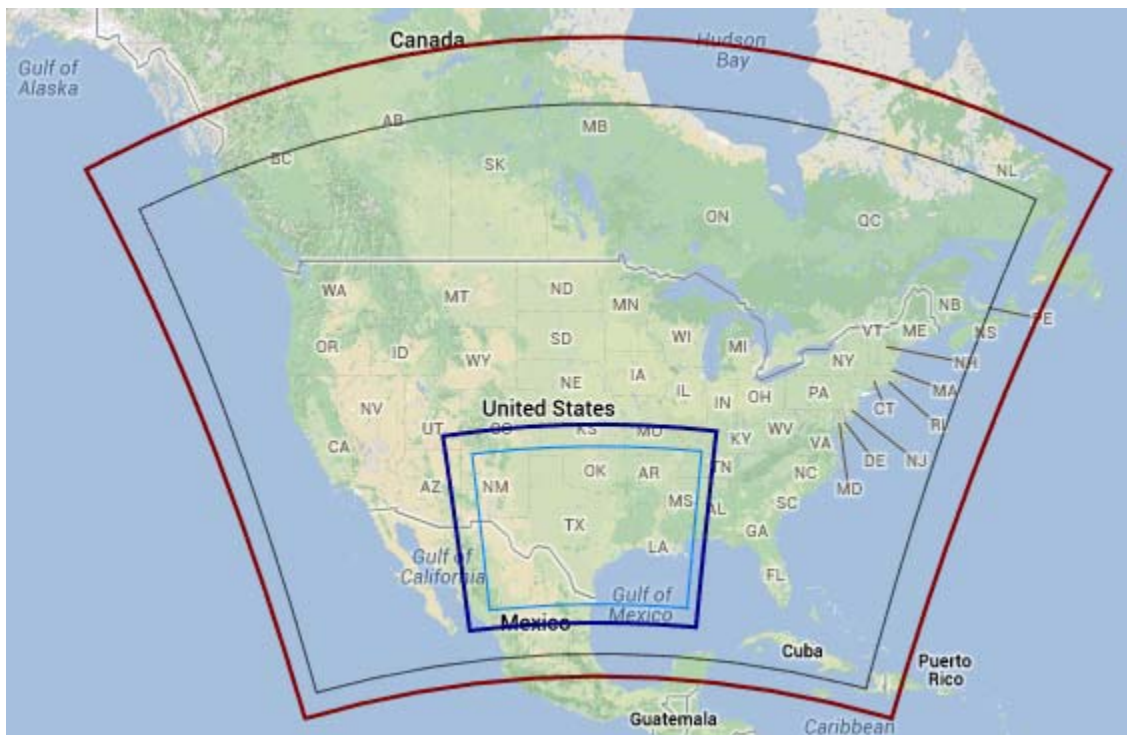 Canada
Hudson
Bay
Gulf of
Alaska
AB
MB
BC
SK
NL
ON
QC
WA
MT
ND
MN
NB
PE
OR
ID
SD
WI
MI
VT
ME
NS
WY
NY
NH
NE
IA
IL
IN
OH
PA
MA
NV
United States
CT
RI
UT
CO
KS
MO
KY
WV
VA
CA
DE
NJ
AZ
NM
OK
AR
TN
NC
MD
MS
AL
SC
TX
GA
LA
Gulf of
California
FL
Gulf of
Mexico
Mexico
Cuba
Puerto
Rico
Guatemala
Caribbean